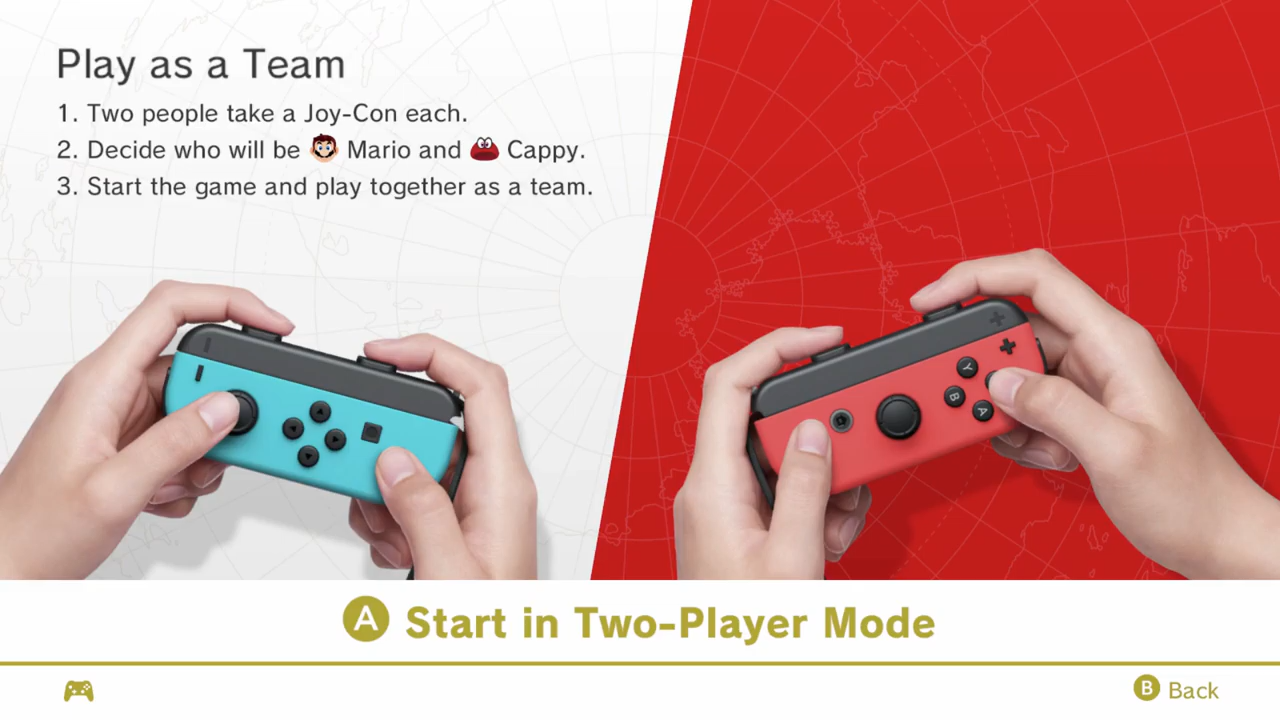 Play as a Team
1. Two people take a Joy-Con each.
2. Decide who will be Mario and Cappy.
3. Start the game and play together as a team.
Y
B
A
A Start in Two-Player Mode
B Back